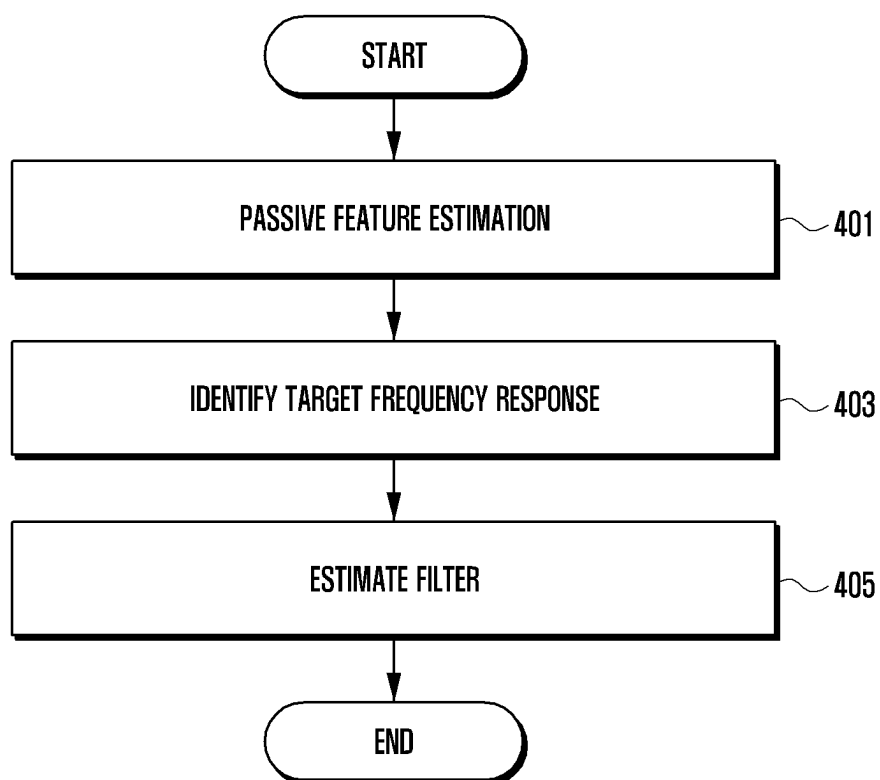 START
PASSIVE FEATURE ESTIMATION
401
IDENTIFY TARGET FREQUENCY RESPONSE
403
ESTIMATE FILTER
405
END